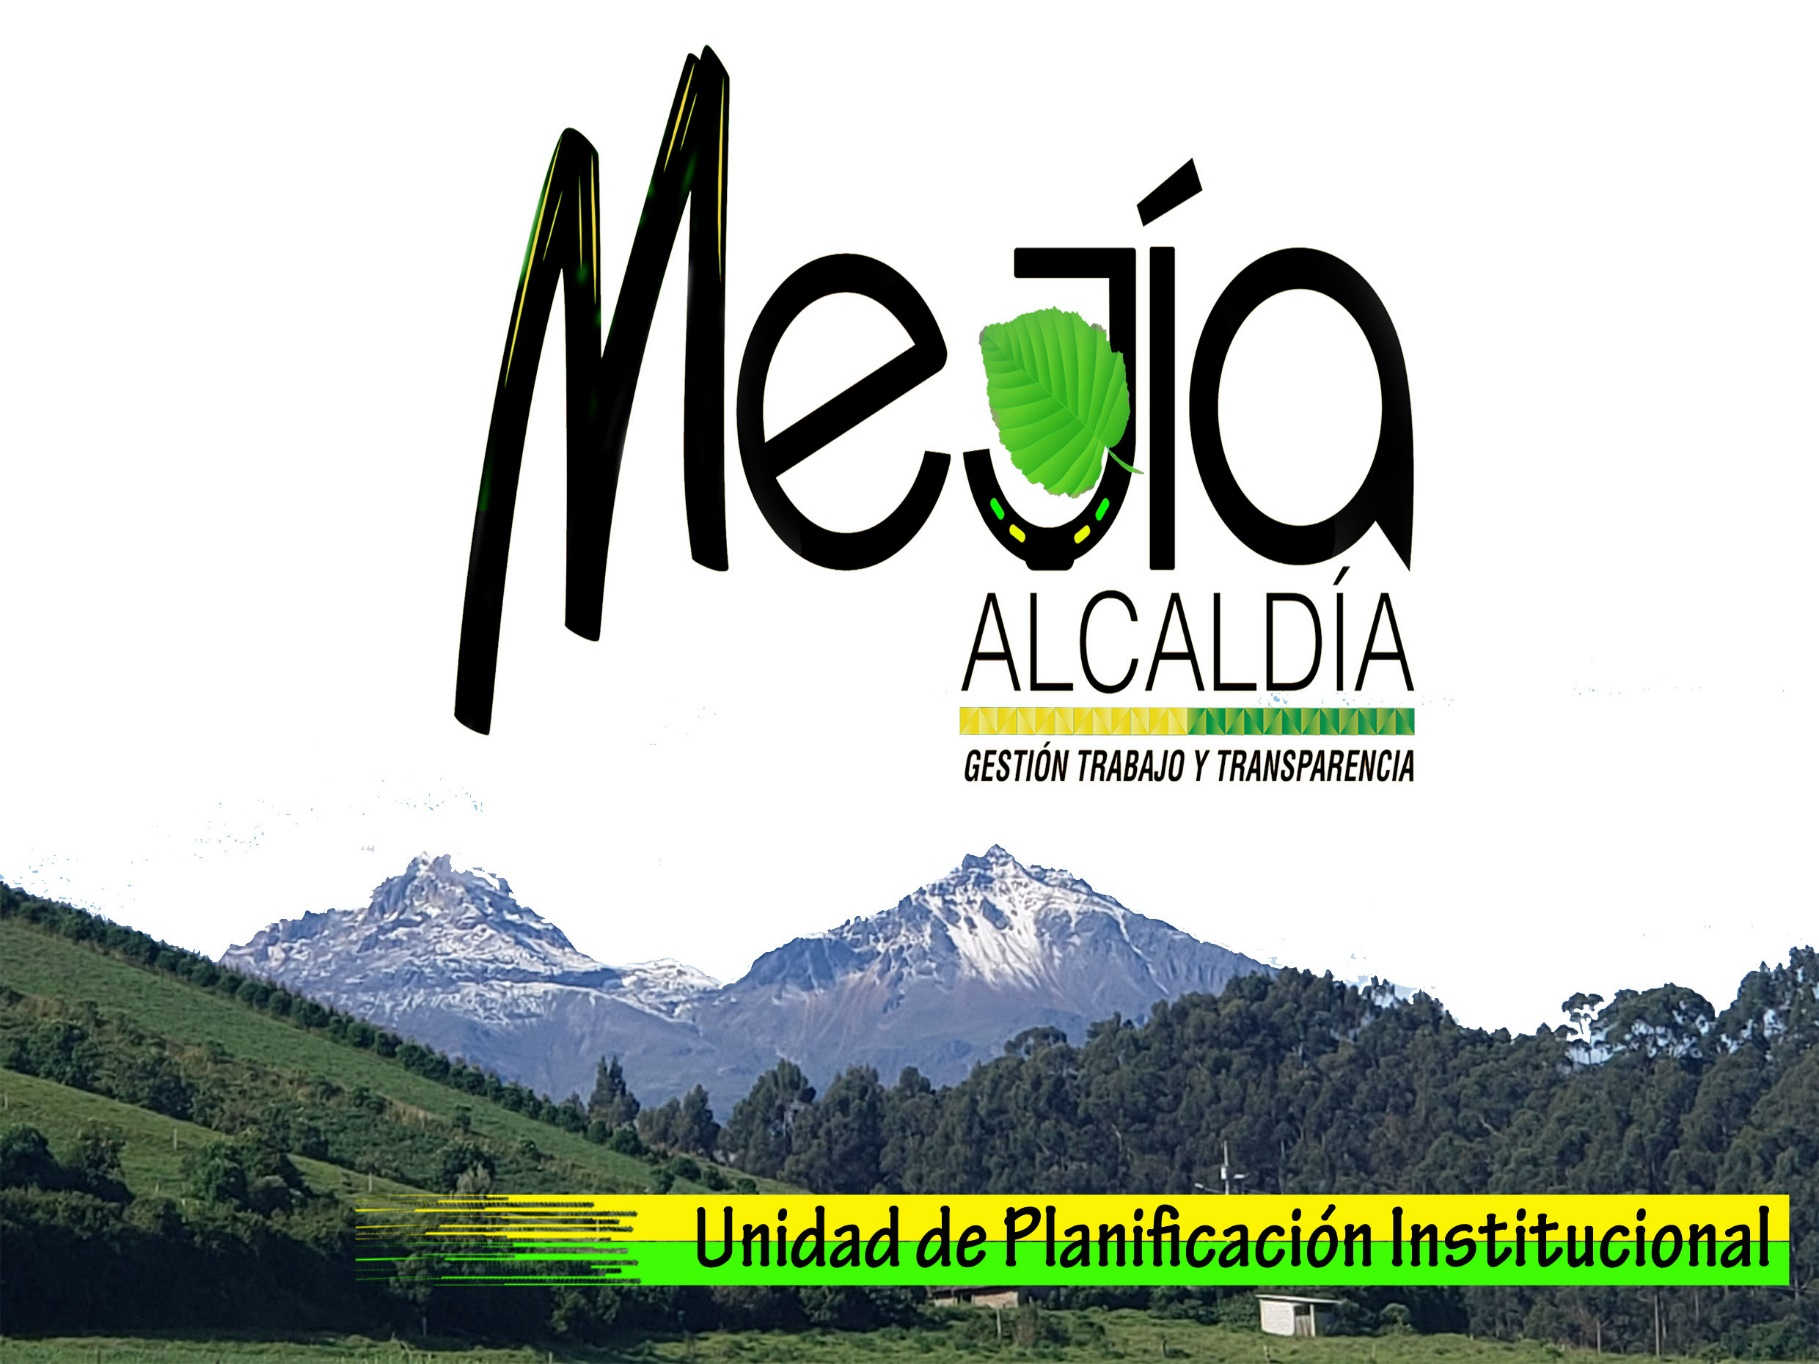 Mejía
ALCALDÍA
GESTIÓN TRABAJO Y TRANSPARENCIA
Unidad de Planificación Institucional